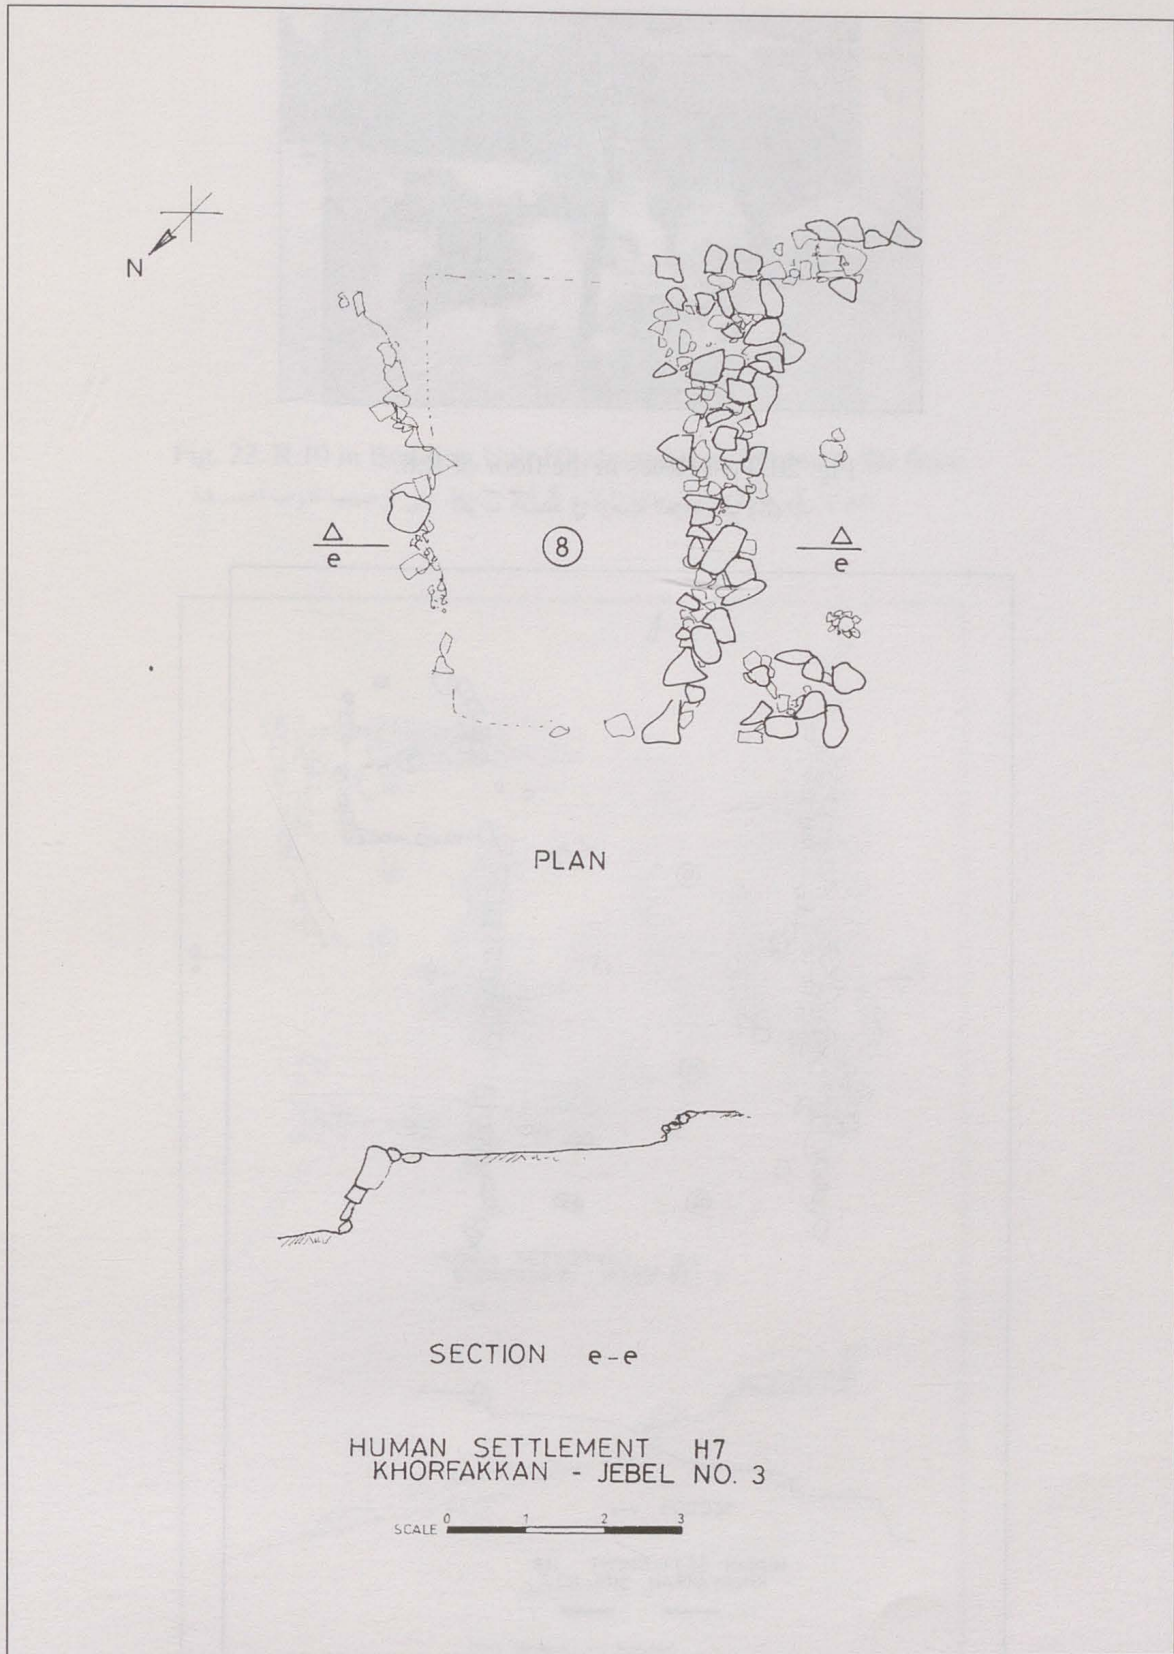 N
Δ
e
8
Δ
e
PLAN
SECTION e-e
HUMAN SETTLEMENT H7
KHORFAKKAN - JEBEL NO. 3
SCALE 0 1 2 3